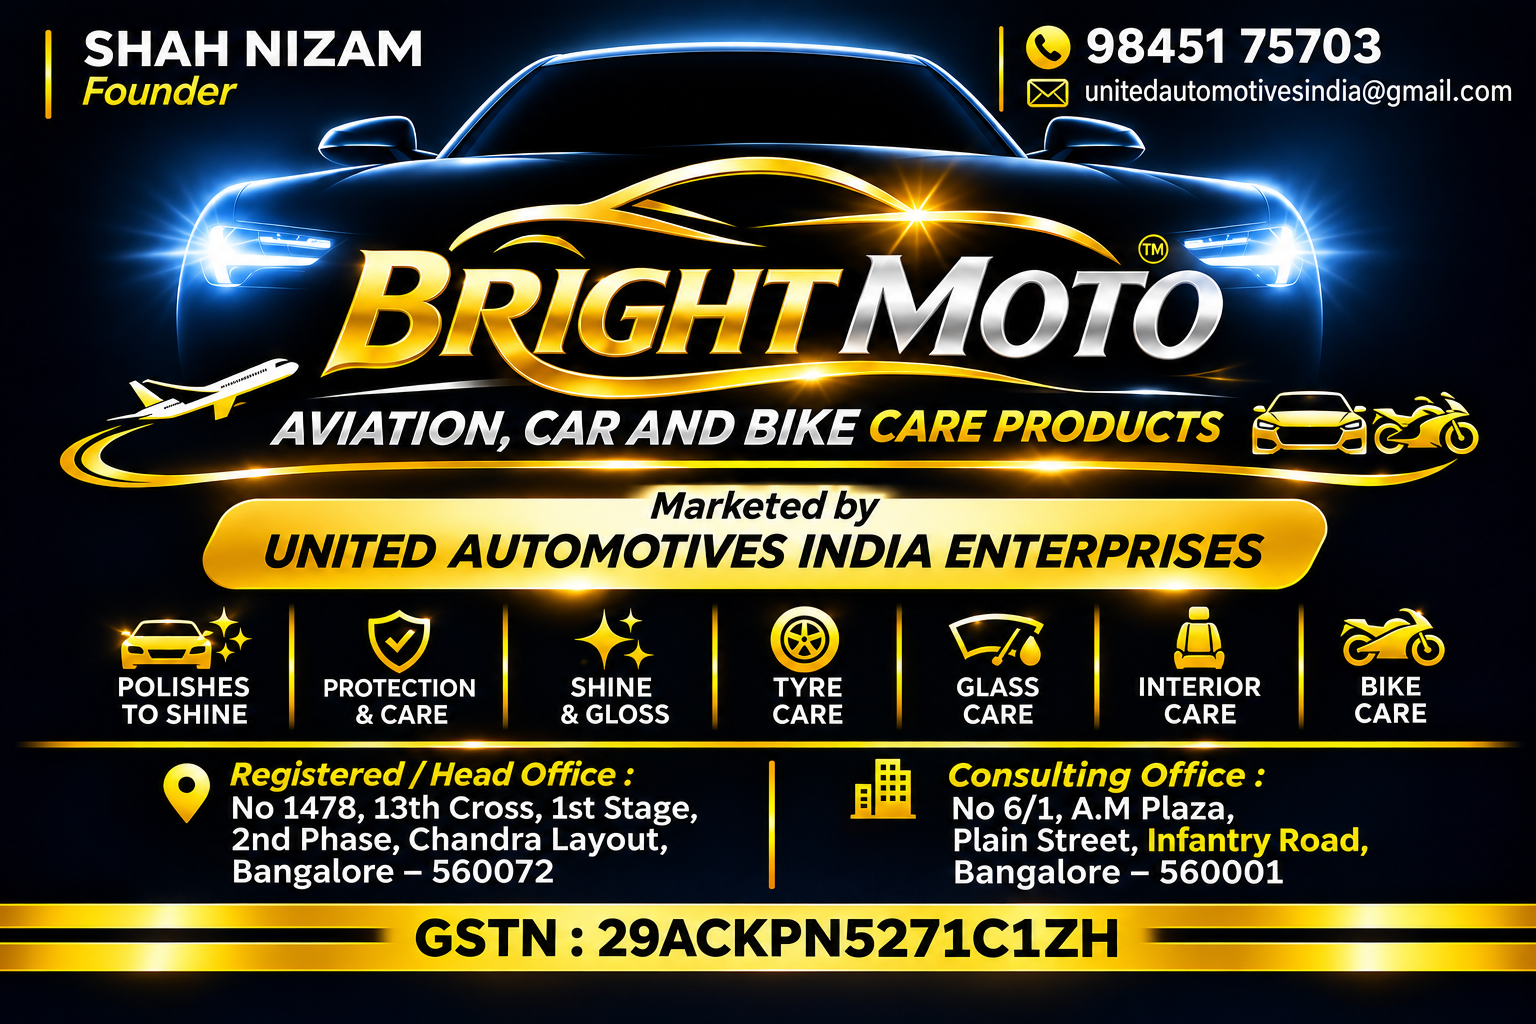 SHAH NIZAM
Founder
98451 75703
unitedautomotivesindia@gmail.com
BRIGHT MOTO™
AVIATION, CAR AND BIKE CARE PRODUCTS
Marketed by
UNITED AUTOMOTIVES INDIA ENTERPRISES
POLISHES
TO SHINE
PROTECTION
& CARE
SHINE
& GLOSS
TYRE
CARE
GLASS
CARE
INTERIOR
CARE
BIKE
CARE
Registered / Head Office :
No 1478, 13th Cross, 1st Stage,
2nd Phase, Chandra Layout,
Bangalore – 560072
Consulting Office :
No 6/1, A.M Plaza,
Plain Street, Infantry Road,
Bangalore – 560001
GSTN : 29ACKPN5271C1ZH